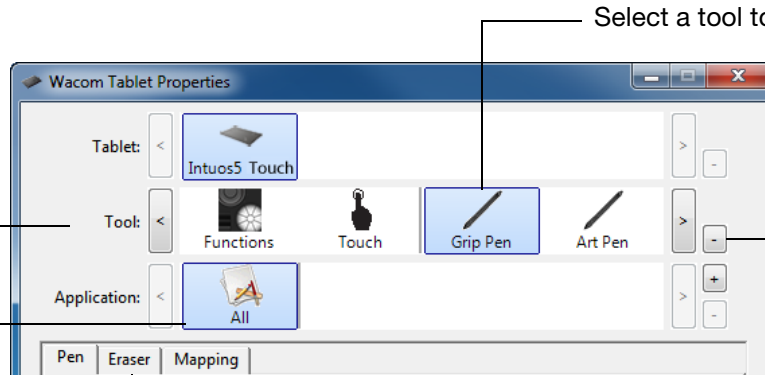 Select a tool to
Wacom Tablet Properties
Tablet: < Intuos5 Touch > -
Tool: < Functions Touch Grip Pen Art Pen > -
Application: < All > + -
Pen Eraser Mapping